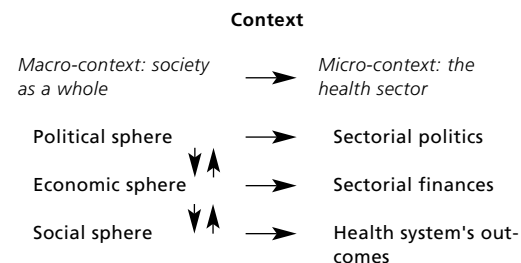 Context
Macro-context: society
as a whole
Micro-context: the
health sector
Political sphere
Sectorial politics
Economic sphere
Sectorial finances
Social sphere
Health system's out-
comes